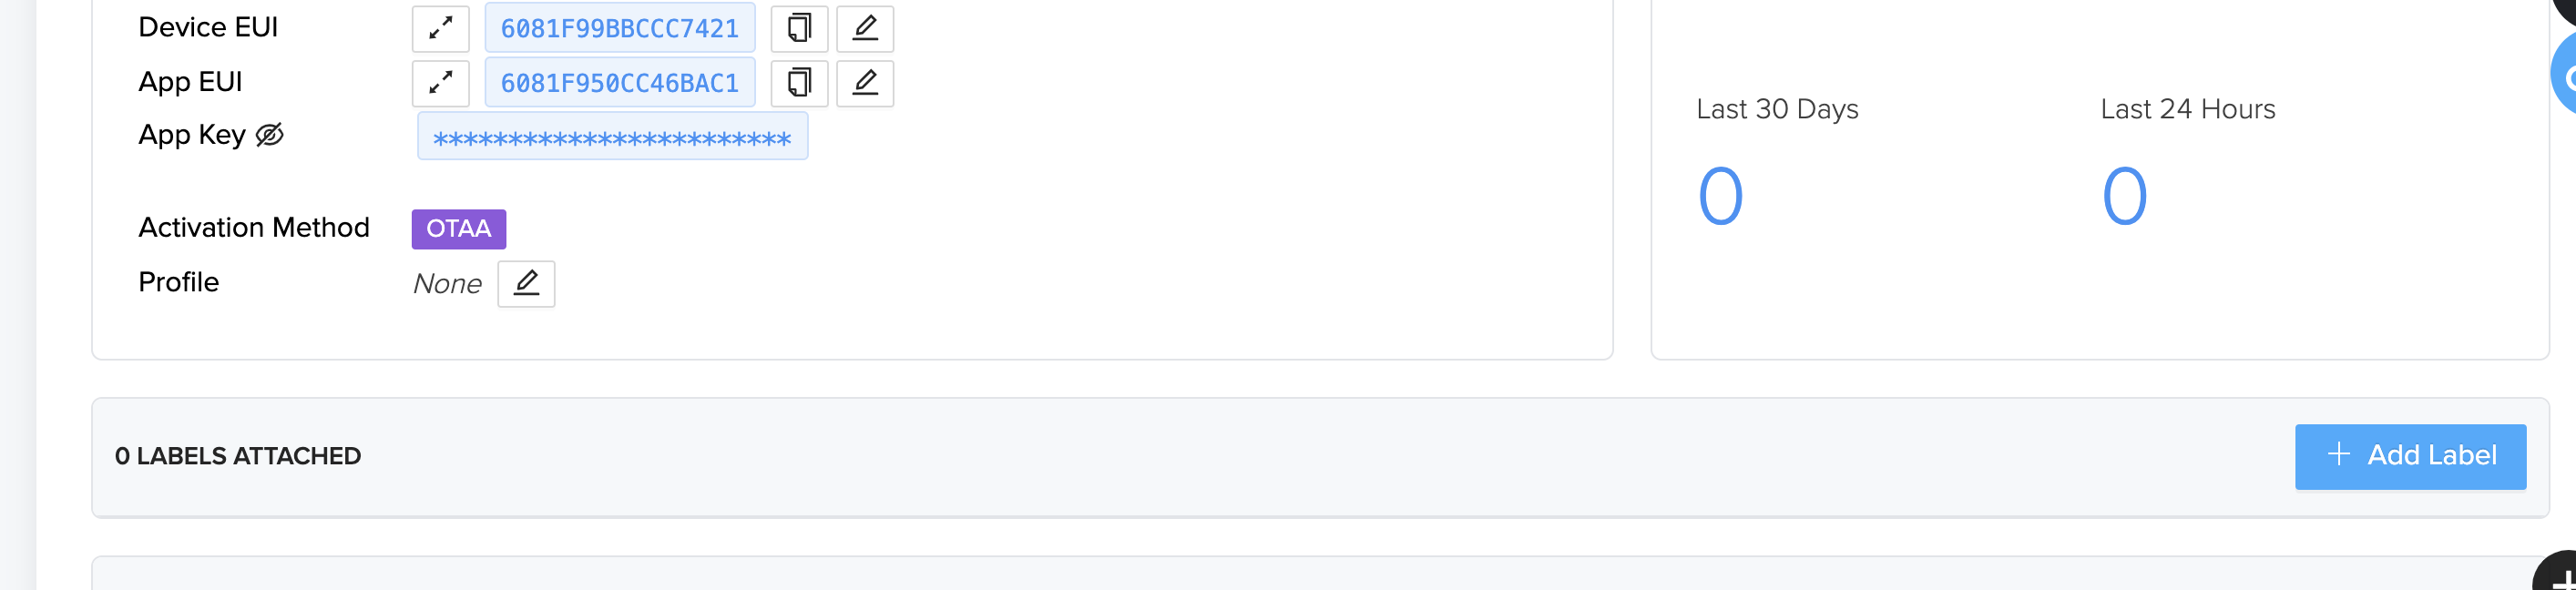 Device EUI 6081F99BBCCC7421
App EUI 6081F950CC46BAC1
App Key ************************
Activation Method OTAA
Profile None
Last 30 Days Last 24 Hours
0 0
0 LABELS ATTACHED
+ Add Label